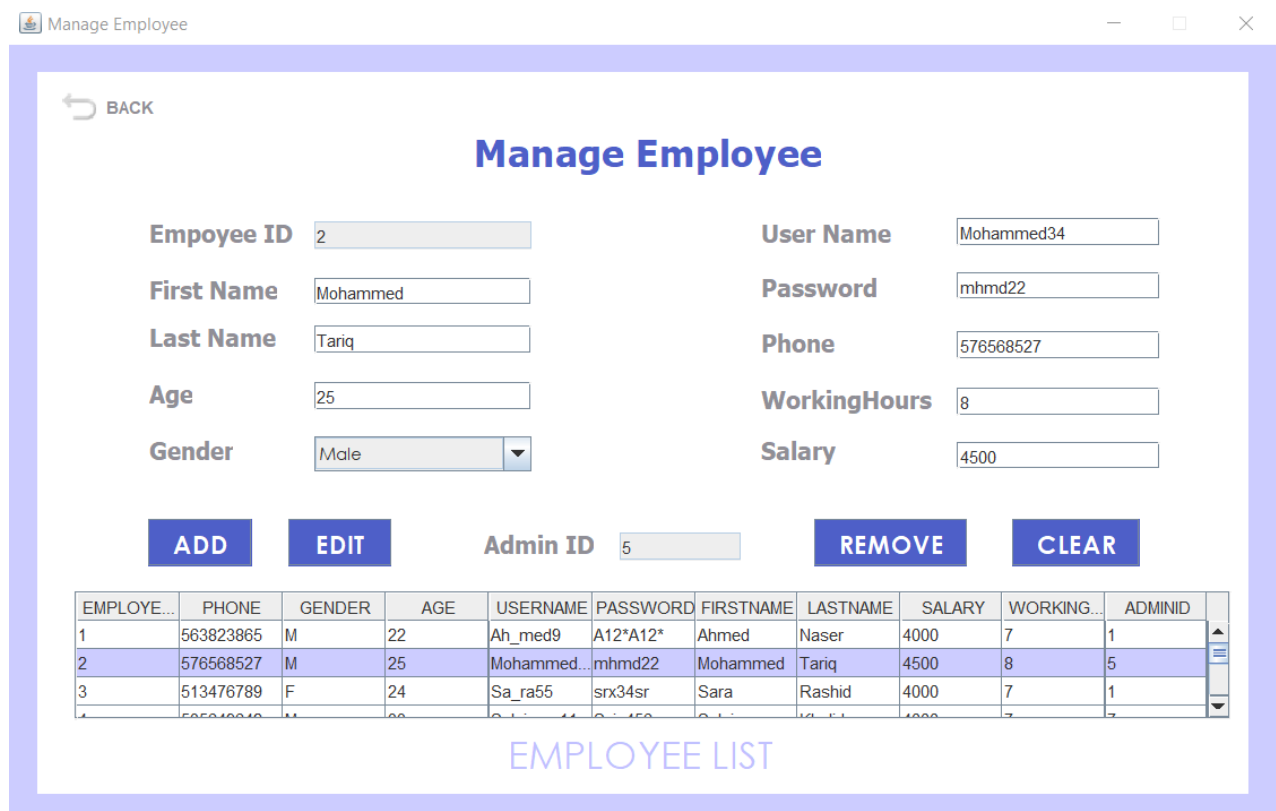 Manage Employee
BACK
Manage Employee
Empoyee ID 2 User Name Mohammed34
First Name Mohammed Password mhmd22
Last Name Tariq Phone 576568527
Age 25 WorkingHours 8
Gender Male Salary 4500
ADD EDIT Admin ID 5 REMOVE CLEAR
EMPLOYE... PHONE GENDER AGE USERNAME PASSWORD FIRSTNAME LASTNAME SALARY WORKING... ADMINID
1 563823865 M 22 Ah_med9 A12*A12* Ahmed Naser 4000 7 1
2 576568527 M 25 Mohammed... mhmd22 Mohammed Tariq 4500 8 5
3 513476789 F 24 Sa_ra55 srx34sr Sara Rashid 4000 7 1
EMPLOYEE LIST